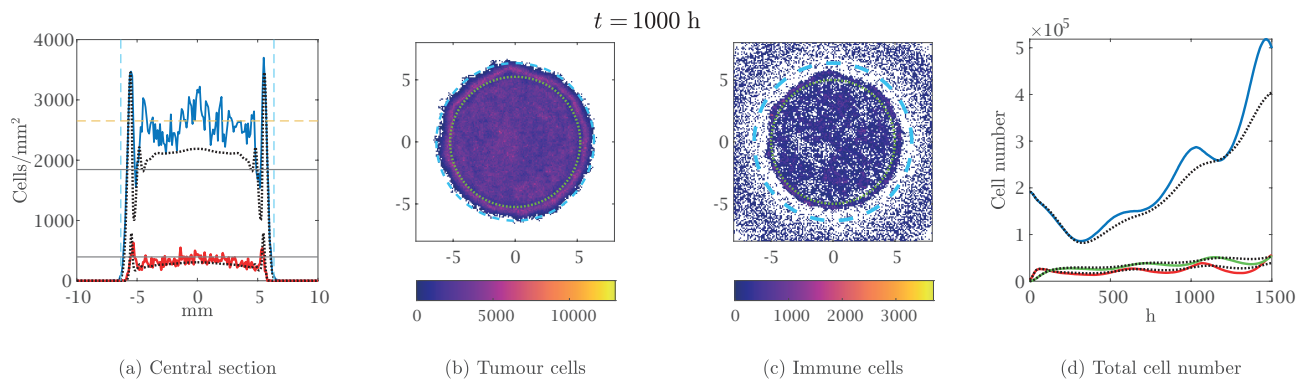 t = 1000 h
Cells/mm²
4000
3000
2000
1000
0
-10 -5 0 5 10
mm
(a) Central section
5
0
-5
-5 0 5
0 5000 10000
(b) Tumour cells
5
0
-5
-5 0 5
0 1000 2000 3000
(c) Immune cells
×10⁵
Cell number
5
4
3
2
1
0
0 500 1000 1500
h
(d) Total cell number